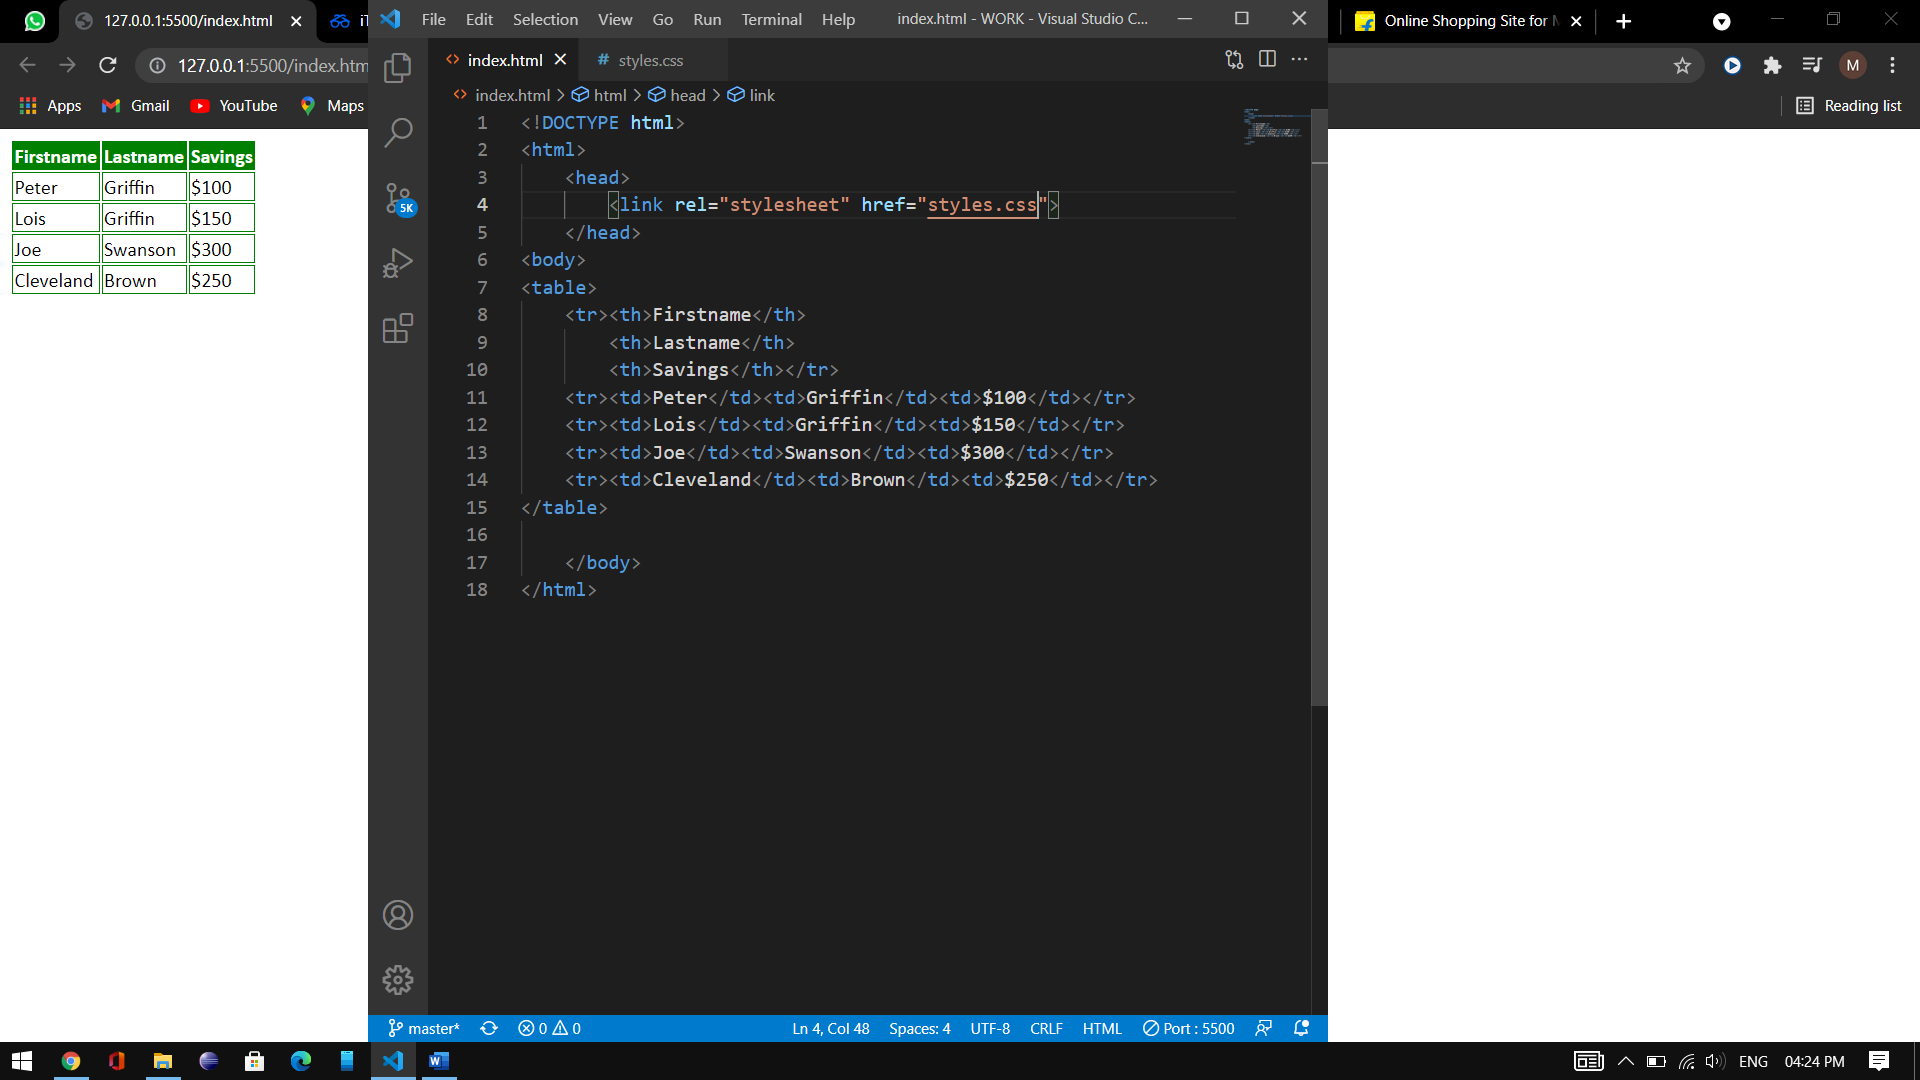 127.0.0.1:5500/index.html
File Edit Selection View Go Run Terminal Help index.html - WORK - Visual Studio C...
Online Shopping Site for
127.0.0.1:5500/index.htm
M
Apps Gmail YouTube Maps
Reading list
index.html # styles.css
index.html > html > head > link
Firstname Lastname Savings
Peter Griffin $100
Lois Griffin $150
Joe Swanson $300
Cleveland Brown $250
5K
1 <!DOCTYPE html>
2 <html>
3 <head>
4 <link rel="stylesheet" href="styles.css">
5 </head>
6 <body>
7 <table>
8 <tr><th>Firstname</th>
9 <th>Lastname</th>
10 <th>Savings</th></tr>
11 <tr><td>Peter</td><td>Griffin</td><td>$100</td></tr>
12 <tr><td>Lois</td><td>Griffin</td><td>$150</td></tr>
13 <tr><td>Joe</td><td>Swanson</td><td>$300</td></tr>
14 <tr><td>Cleveland</td><td>Brown</td><td>$250</td></tr>
15 </table>
16
17 </body>
18 </html>
master* 0 0 Ln 4, Col 48 Spaces: 4 UTF-8 CRLF HTML Port : 5500
ENG 04:24 PM